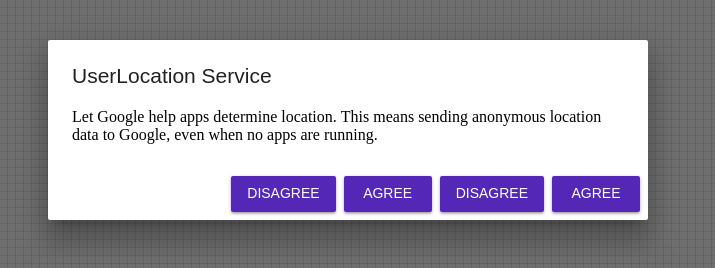 UserLocation Service
Let Google help apps determine location. This means sending anonymous location
data to Google, even when no apps are running.
DISAGREE AGREE DISAGREE AGREE